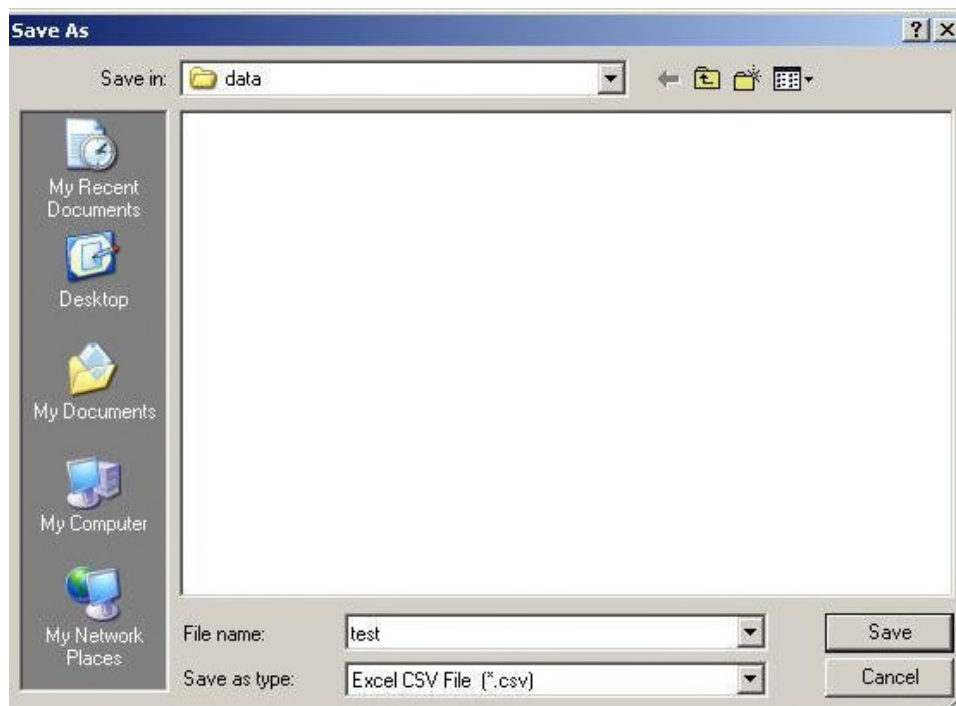 Save As
Save in:
data
My Recent
Documents
Desktop
My Documents
My Computer
My Network
Places
File name:
test
Save
Save as type:
Excel CSV File (*.csv)
Cancel